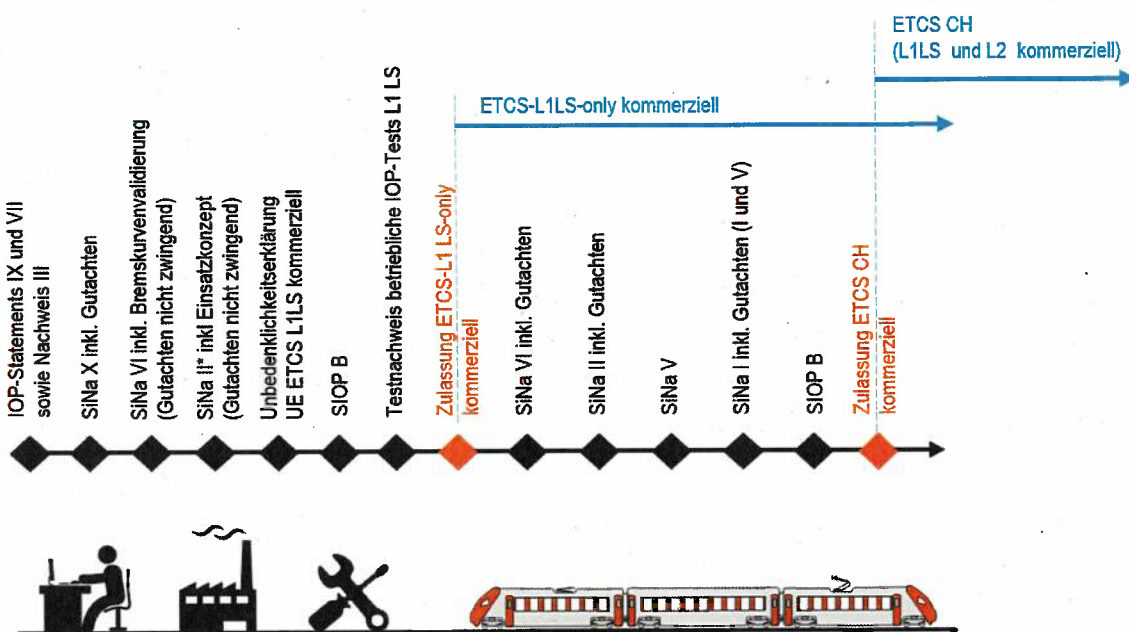 IOP-Statements IX und VII
sowie Nachweis III
SiNa X inkl. Gutachten
SiNa VI inkl. Bremskurvenvalidierung
(Gutachten nicht zwingend)
SiNa II* inkl Einsatzkonzept
(Gutachten nicht zwingend)
Unbedenklichkeitserklärung
UE ETCS L1LS kommerziell
SIOP B
Testnachweis betriebliche IOP-Tests L1 LS
Zulassung ETCS-L1 LS-only
kommerziell
ETCS-L1LS-only kommerziell
SiNa VI inkl. Gutachten
SiNa II inkl. Gutachten
SiNa V
SiNa I inkl. Gutachten (I und V)
SIOP B
Zulassung ETCS CH
kommerziell
ETCS CH
(L1LS und L2 kommerziell)